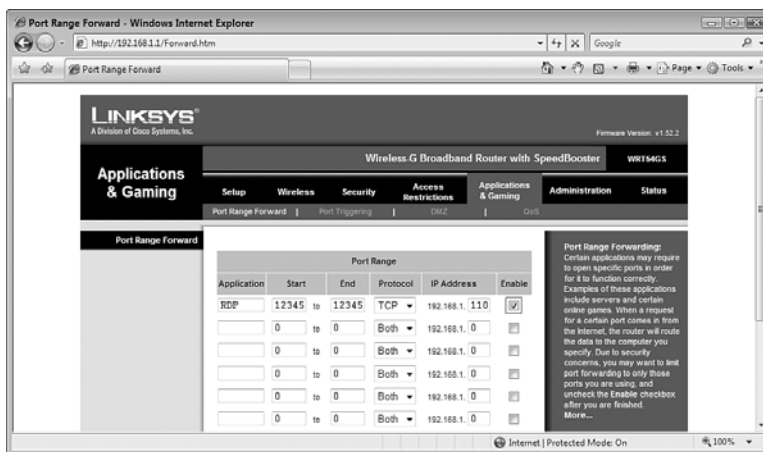 Port Range Forward - Windows Internet Explorer
http://192.168.1.1/Forward.htm
Google
Port Range Forward
Page
Tools
LINKSYS®
A Division of Cisco Systems, Inc.
Firmware Version: v1.52.2
Wireless-G Broadband Router with SpeedBooster WRT54GS
Applications & Gaming
Setup Wireless Security Access Restrictions Applications & Gaming Administration Status
Port Range Forward | Port Triggering | DMZ | QoS
Port Range Forward
Port Range
Application Start End Protocol IP Address Enable
RDP 12345 to 12345 TCP 192.168.1. 110
0 to 0 Both 192.168.1. 0
0 to 0 Both 192.168.1. 0
0 to 0 Both 192.168.1. 0
0 to 0 Both 192.168.1. 0
0 to 0 Both 192.168.1. 0
Port Range Forwarding:
Certain applications may require
to open specific ports in order
for it to function correctly.
Examples of these applications
include servers and certain
online games. When a request
for a certain port comes in from
the Internet, the router will route
the data to the computer you
specify. Due to security
concerns, you may want to limit
port forwarding to only those
ports you are using, and
uncheck the Enable checkbox
after you are finished.
More...
Internet | Protected Mode: On
100%